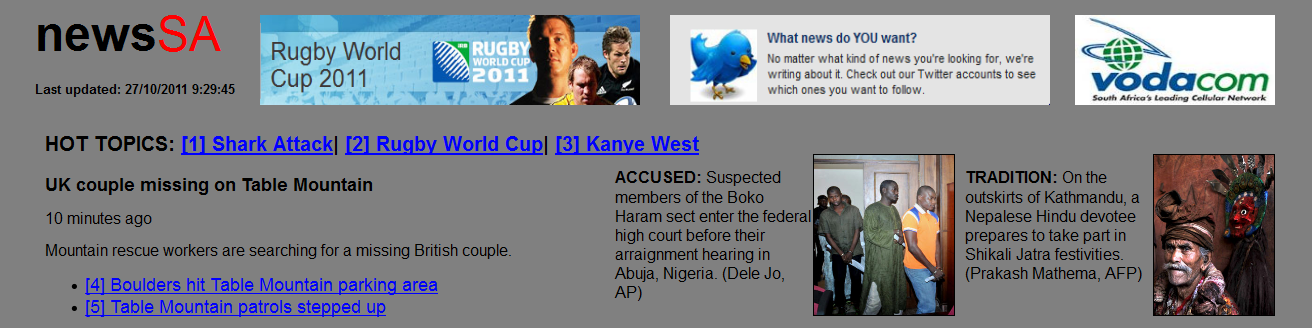 newsSA
Last updated: 27/10/2011 9:29:45
Rugby World
Cup 2011
RUGBY
WORLD CUP
2011
What news do YOU want?
No matter what kind of news you're looking for, we're
writing about it. Check out our Twitter accounts to see
which ones you want to follow.
vodacom
South Africa's Leading Cellular Network
HOT TOPICS: [1] Shark Attack| [2] Rugby World Cup| [3] Kanye West
UK couple missing on Table Mountain
10 minutes ago
Mountain rescue workers are searching for a missing British couple.
• [4] Boulders hit Table Mountain parking area
• [5] Table Mountain patrols stepped up
ACCUSED: Suspected
members of the Boko
Haram sect enter the federal
high court before their
arraignment hearing in
Abuja, Nigeria. (Dele Jo,
AP)
TRADITION: On the
outskirts of Kathmandu, a
Nepalese Hindu devotee
prepares to take part in
Shikali Jatra festivities.
(Prakash Mathema, AFP)